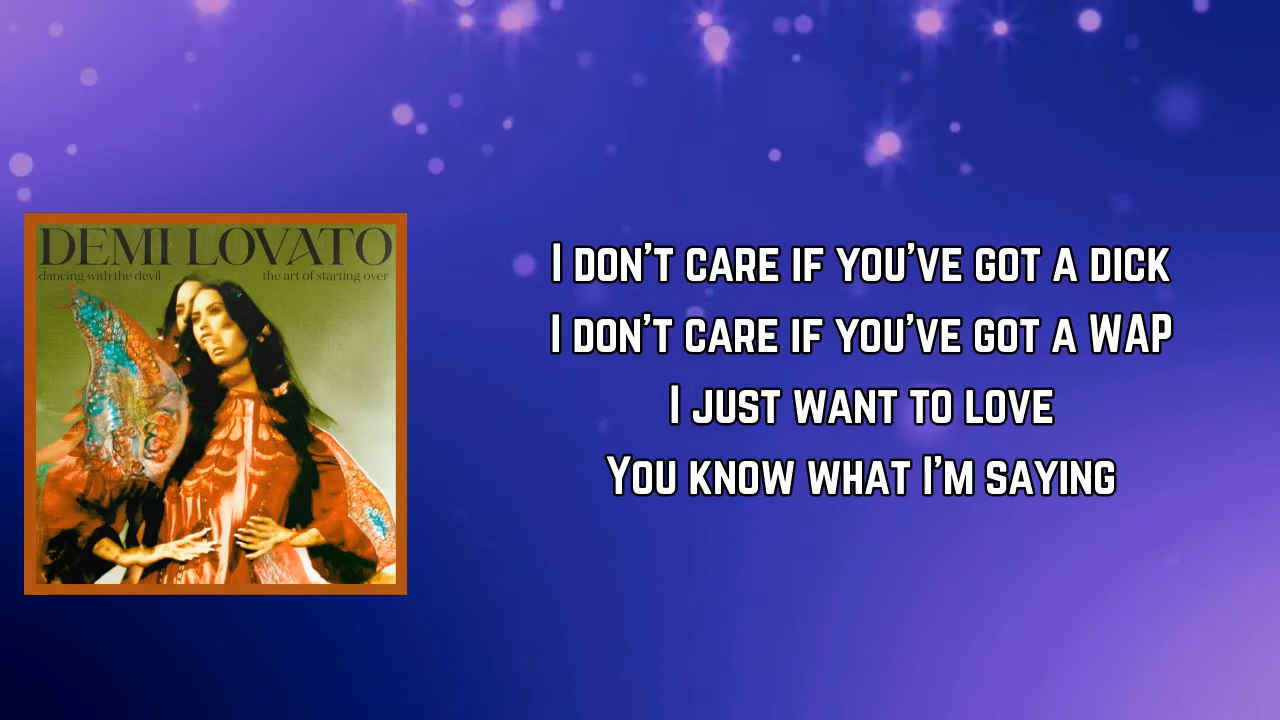 DEMI LOVATO
dancing with the devil the art of starting over
I DON'T CARE IF YOU'VE GOT A DICK
I DON'T CARE IF YOU'VE GOT A WAP
I JUST WANT TO LOVE
YOU KNOW WHAT I'M SAYING